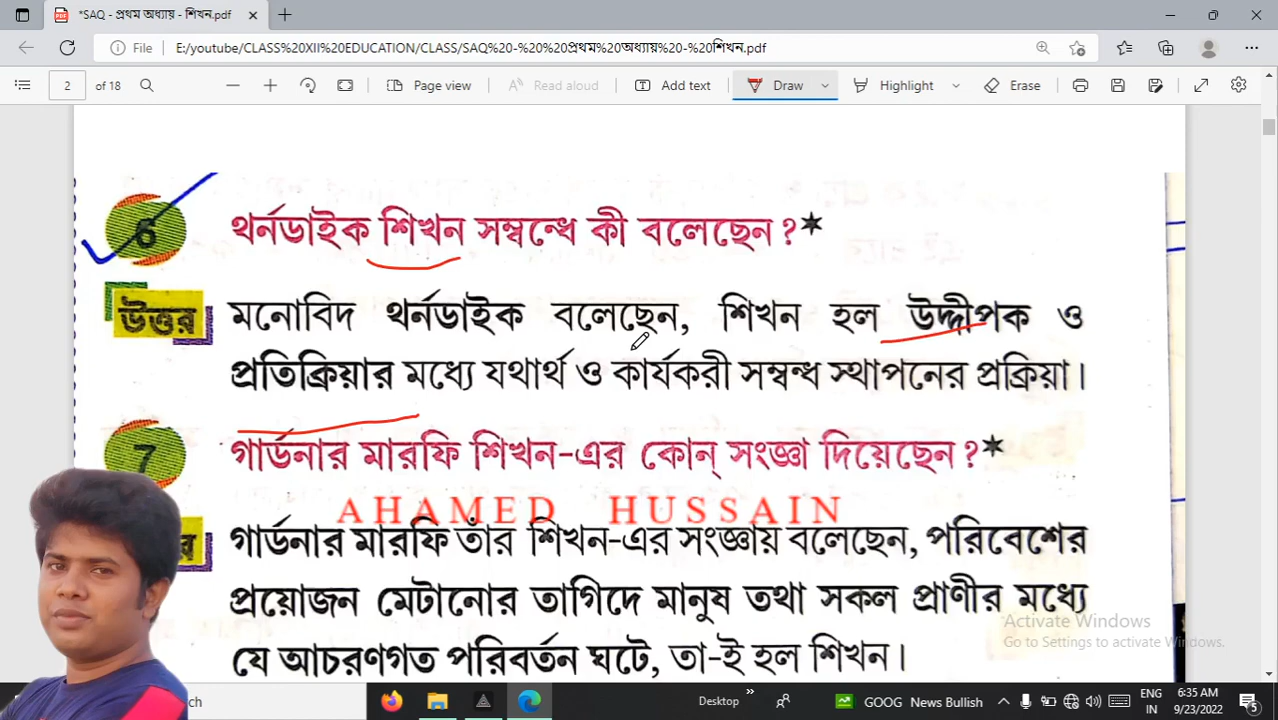 *SAQ - প্রথম অধ্যায় - শিখন.pdf
File E:/youtube/CLASS%20XII%20EDUCATION/CLASS/SAQ%20-%20%20প্রথম%20অধ্যায়%20-%20শিখন.pdf
2 of 18 Page view Read aloud Add text Draw Highlight Erase
6 থর্নডাইক শিখন সম্বন্ধে কী বলেছেন?*
উত্তর মনোবিদ থর্নডাইক বলেছেন, শিখন হল উদ্দীপক ও
প্রতিক্রিয়ার মধ্যে যথার্থ ও কার্যকরী সম্বন্ধ স্থাপনের প্রক্রিয়া।
7 গার্ডনার মারফি শিখন-এর কোন্ সংজ্ঞা দিয়েছেন?*
AHAMED HUSSAIN
গার্ডনার মারফি তাঁর শিখন-এর সংজ্ঞায় বলেছেন, পরিবেশের
প্রয়োজন মেটানোর তাগিদে মানুষ তথা সকল প্রাণীর মধ্যে
যে আচরণগত পরিবর্তন ঘটে, তা-ই হল শিখন।
Activate Windows
Go to Settings to activate Windows.
Desktop GOOG News Bullish ENG 6:35 AM
IN 9/23/2022 5